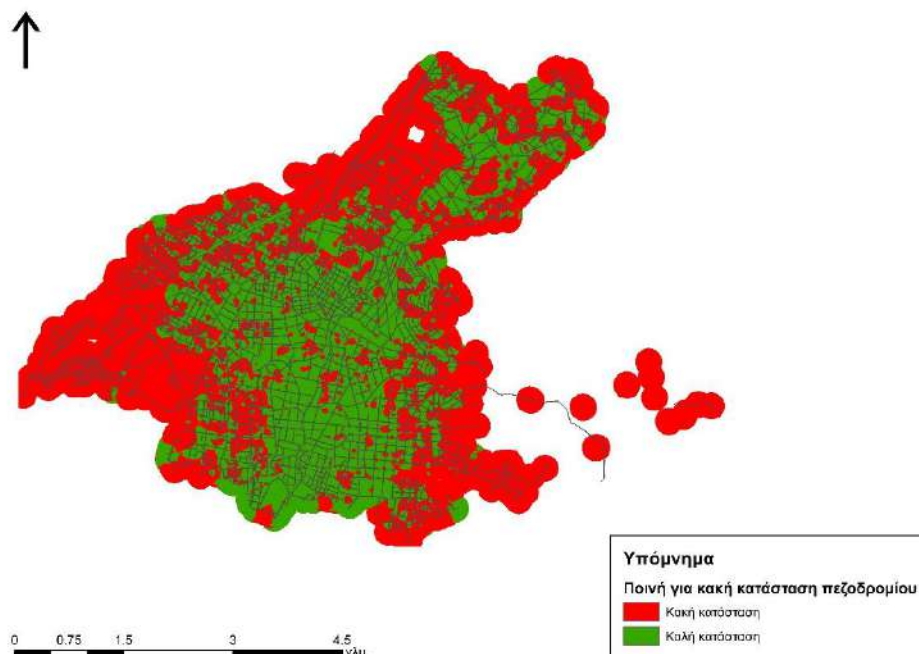 Υπόμνημα
Ποινή για κακή κατάσταση πεζοδρομίου
Κακή κατάσταση
Καλή κατάσταση
0 0.75 1.5 3 4.5
χλμ